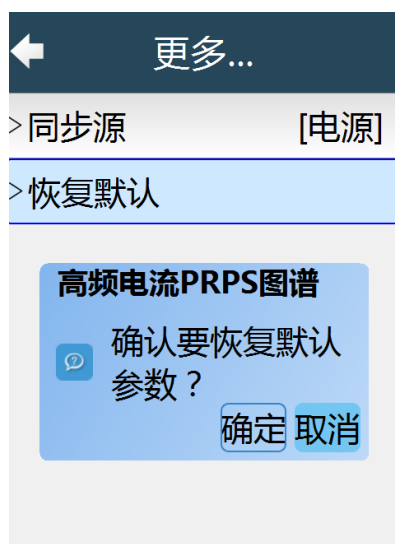 更多...
>同步源 [电源]
>恢复默认
高频电流PRPS图谱
确认要恢复默认
参数？
确定 取消